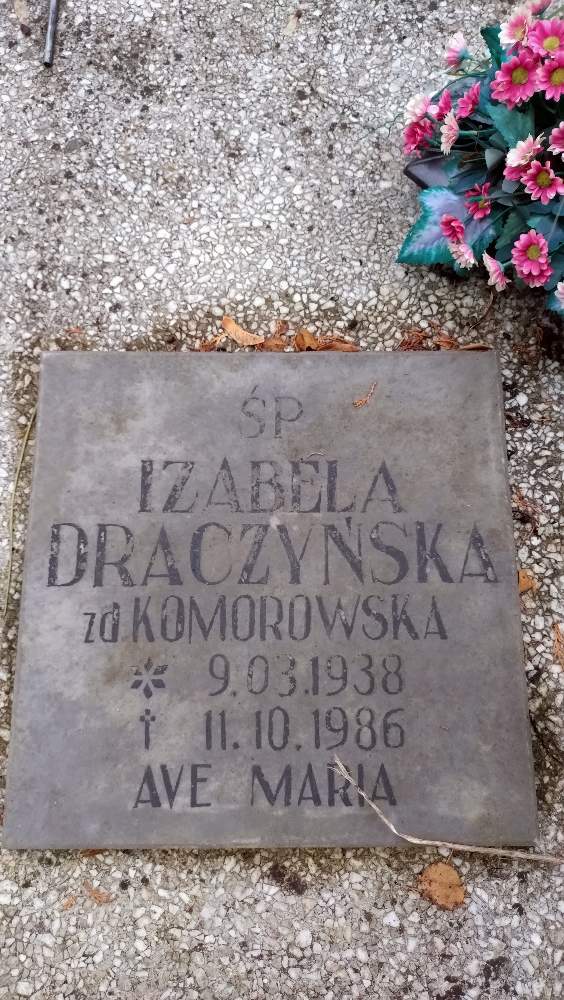 ŚP
IZABELA
DRACZYŃSKA
zd. KOMOROWSKA
* 9.03.1938
† 11.10.1986
AVE MARIA